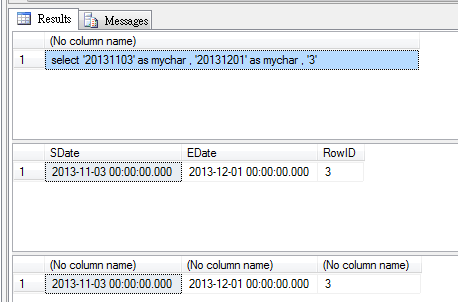 Results Messages
(No column name)
1 select '20131103' as mychar , '20131201' as mychar , '3'
SDate EDate RowID
1 2013-11-03 00:00:00.000 2013-12-01 00:00:00.000 3
(No column name) (No column name) (No column name)
1 2013-11-03 00:00:00.000 2013-12-01 00:00:00.000 3